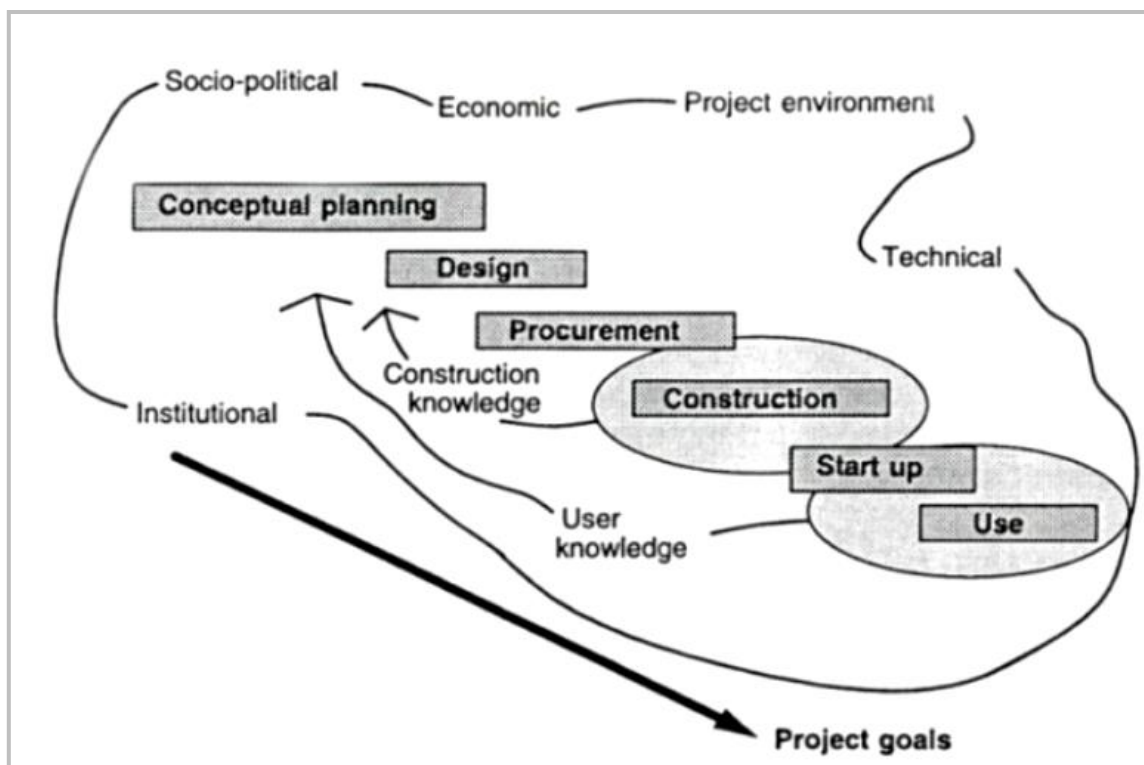 Socio-political
Economic
Project environment
Conceptual planning
Design
Technical
Procurement
Construction
knowledge
Construction
Institutional
Start up
User
knowledge
Use
Project goals